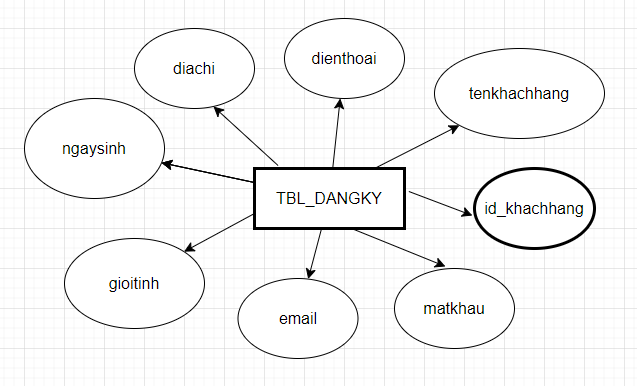 dienthoai
diachi
tenkhachhang
ngaysinh
TBL_DANGKY
id_khachhang
gioitinh
email
matkhau